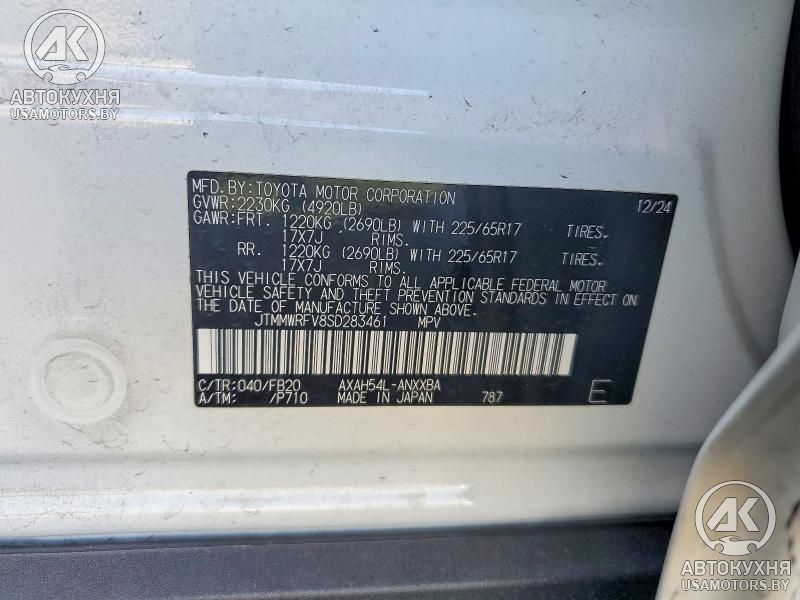 AK
АВТОКУХНЯ
USAMOTORS.BY
MFD. BY: TOYOTA MOTOR CORPORATION 12/24
GVWR: 2230KG (4920LB)
GAWR: FRT. 1220KG (2690LB) WITH 225/65R17 TIRES.
17X7J RIMS.
RR. 1220KG (2690LB) WITH 225/65R17 TIRES.
17X7J RIMS.
THIS VEHICLE CONFORMS TO ALL APPLICABLE FEDERAL MOTOR
VEHICLE SAFETY AND THEFT PREVENTION STANDARDS IN EFFECT ON
THE DATE OF MANUFACTURE SHOWN ABOVE.
JTMMWRFV8SD283461 MPV
C/TR: 040/FB20 AXAH54L-ANXXBA
A/TM: /P710 MADE IN JAPAN 787 E
AK
АВТОКУХНЯ
USAMOTORS.BY